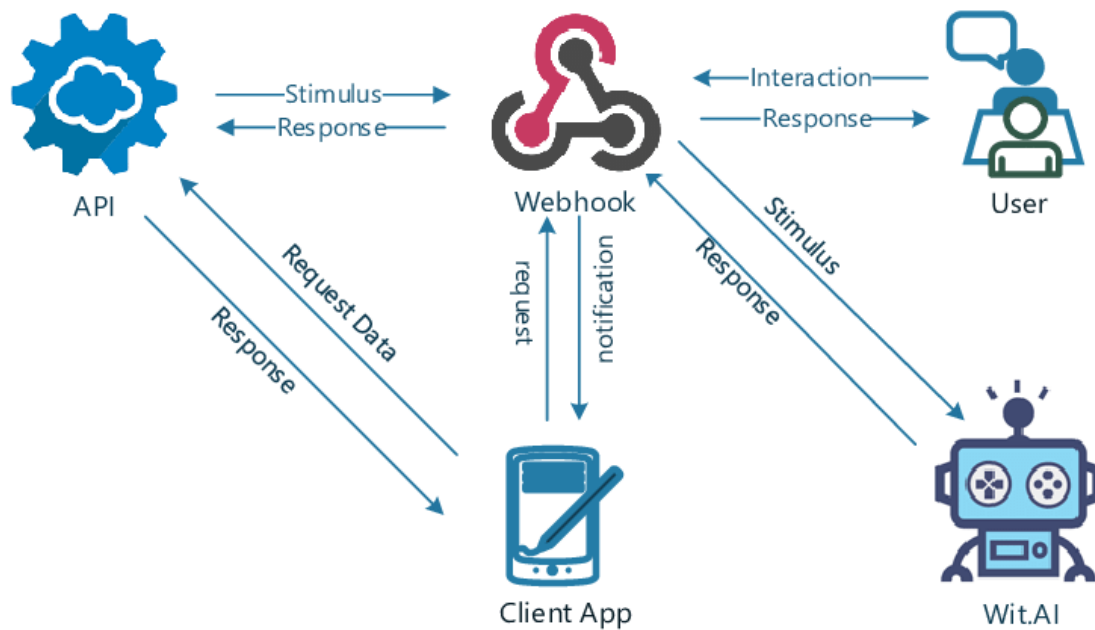 Stimulus
Response
Interaction
Response
API
Webhook
User
Request Data
Response
request
notification
Stimulus
Response
Client App
Wit.AI